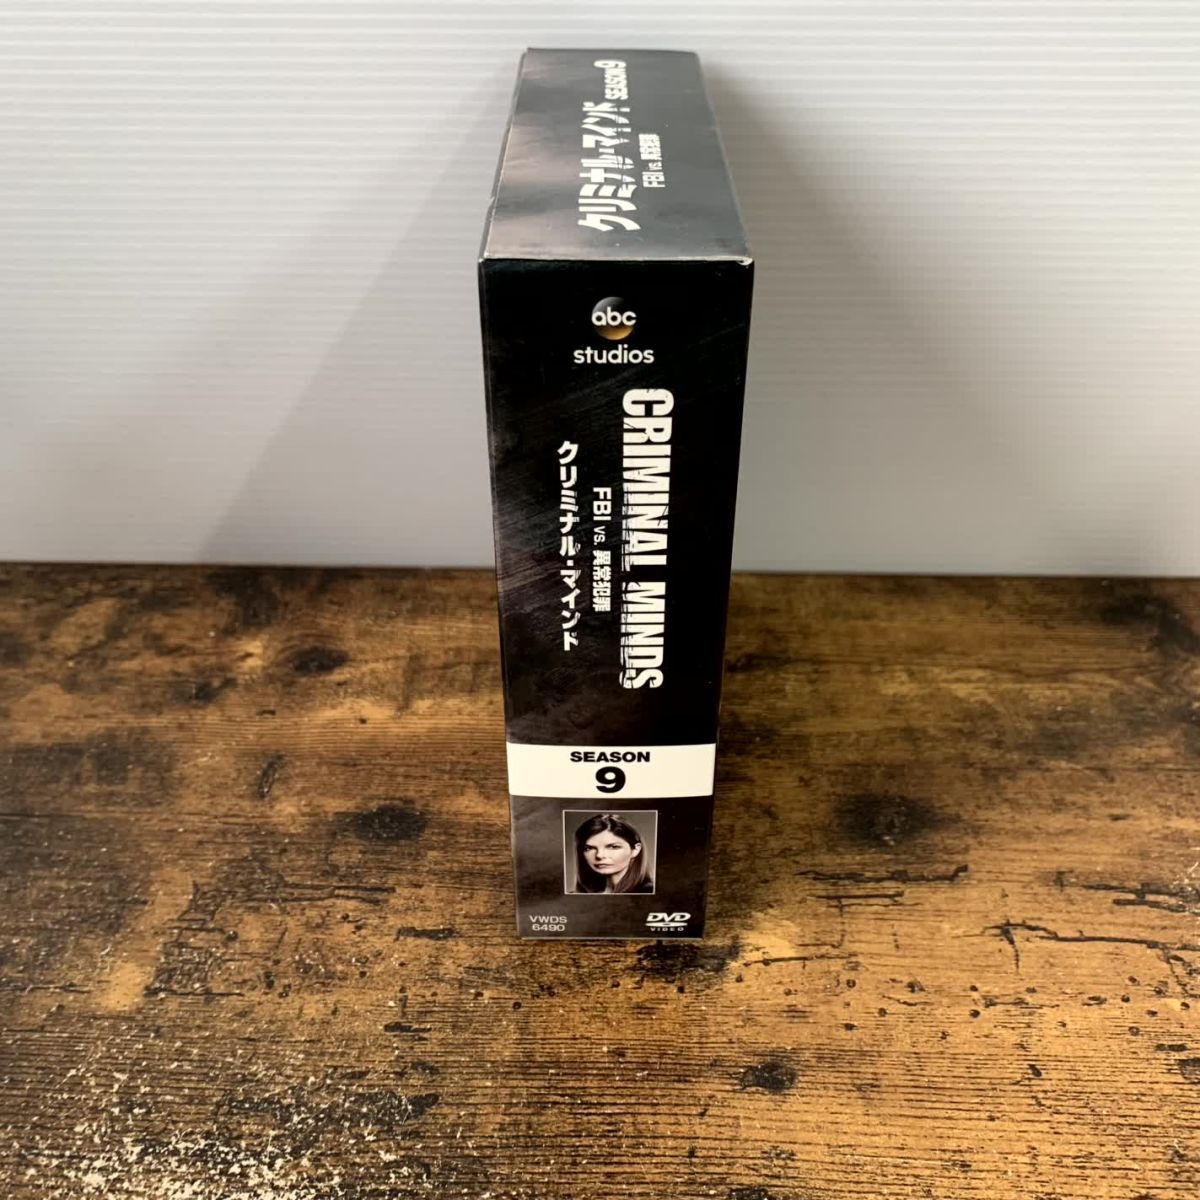 クリミナル・マインド SEASON 9
FBI vs. 異常犯罪
abc
studios
CRIMINAL MINDS
FBI vs. 異常犯罪
クリミナル・マインド
SEASON
9
VWDS
6490
DVD
VIDEO